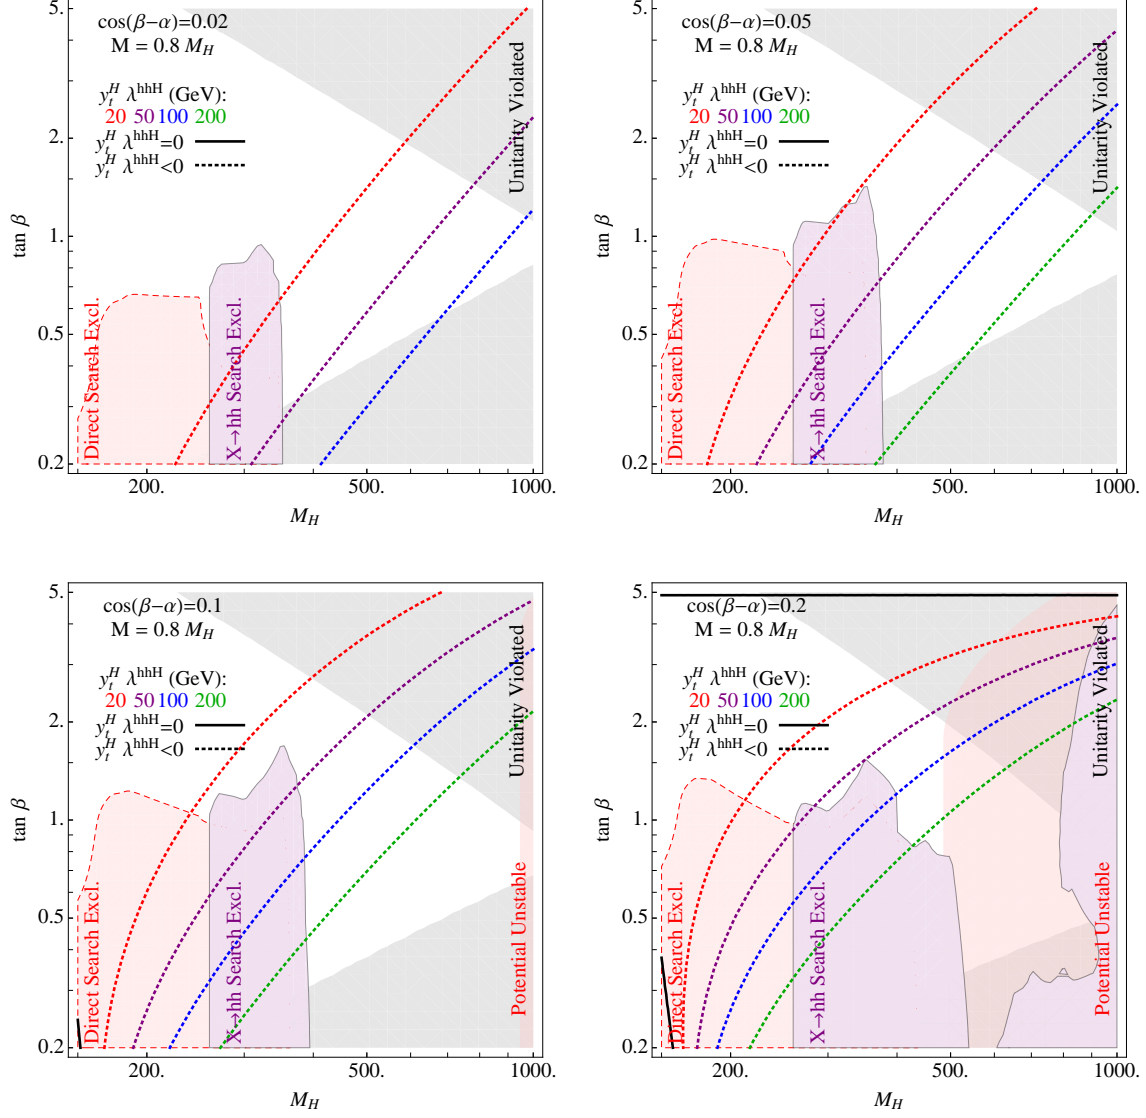 cos(β−α)=0.02
M = 0.8 M_H
y_t^H λ^hhH (GeV):
20 50 100 200
y_t^H λ^hhH=0
y_t^H λ^hhH<0
Unitarity Violated
Direct Search Excl.
X→hh Search Excl.
5.
2.
1.
0.5
0.2
tan β
200.
500.
1000.
M_H
cos(β−α)=0.05
M = 0.8 M_H
y_t^H λ^hhH (GeV):
20 50 100 200
y_t^H λ^hhH=0
y_t^H λ^hhH<0
Unitarity Violated
Direct Search Excl.
X→hh Search Excl.
5.
2.
1.
0.5
0.2
tan β
200.
500.
1000.
M_H
cos(β−α)=0.1
M = 0.8 M_H
y_t^H λ^hhH (GeV):
20 50 100 200
y_t^H λ^hhH=0
y_t^H λ^hhH<0
Unitarity Violated
Direct Search Excl.
X→hh Search Excl.
Potential Unstable
5.
2.
1.
0.5
0.2
tan β
200.
500.
1000.
M_H
cos(β−α)=0.2
M = 0.8 M_H
y_t^H λ^hhH (GeV):
20 50 100 200
y_t^H λ^hhH=0
y_t^H λ^hhH<0
Unitarity Violated
Direct Search Excl.
X→hh Search Excl.
Potential Unstable
5.
2.
1.
0.5
0.2
tan β
200.
500.
1000.
M_H